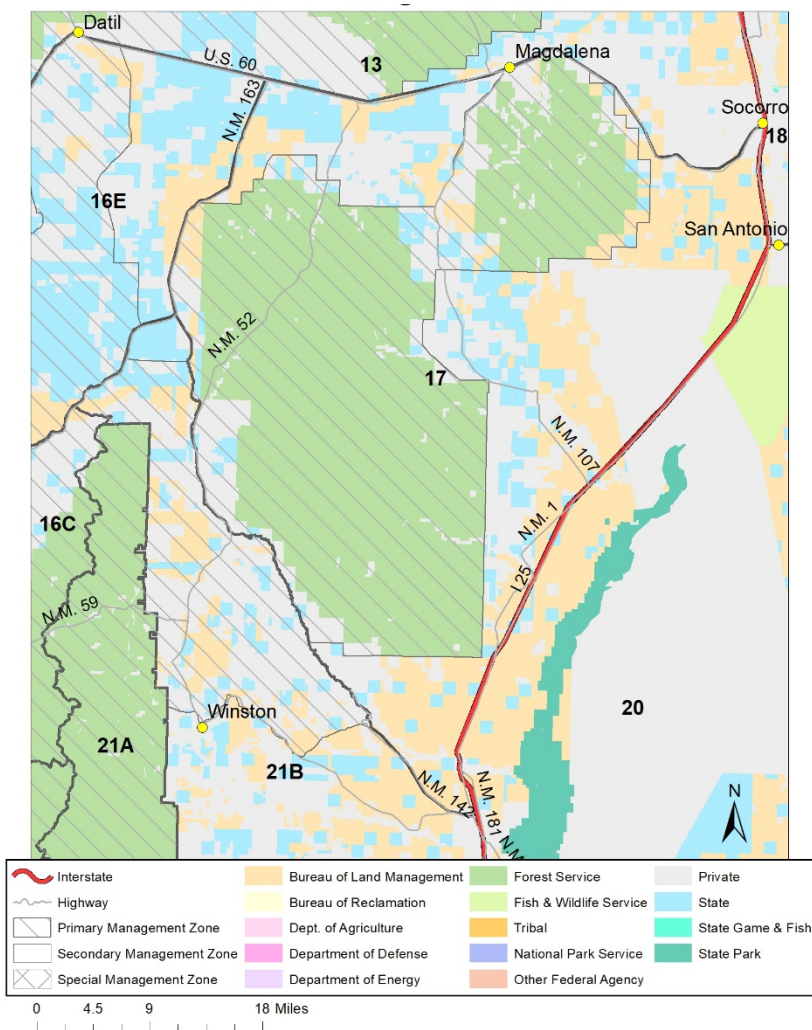 Datil
U.S. 60
13
Magdalena
N.M. 163
Socorro
18
16E
San Antonio
N.M. 52
17
N.M. 107
N.M. 1
16C
I 25
N.M. 59
Winston
20
21A
21B
N.M. 142
N.M. 181
N.M.
N
Interstate
Highway
Primary Management Zone
Secondary Management Zone
Special Management Zone
Bureau of Land Management
Bureau of Reclamation
Dept. of Agriculture
Department of Defense
Department of Energy
Forest Service
Fish & Wildlife Service
Tribal
National Park Service
Other Federal Agency
Private
State
State Game & Fish
State Park
0 4.5 9 18 Miles